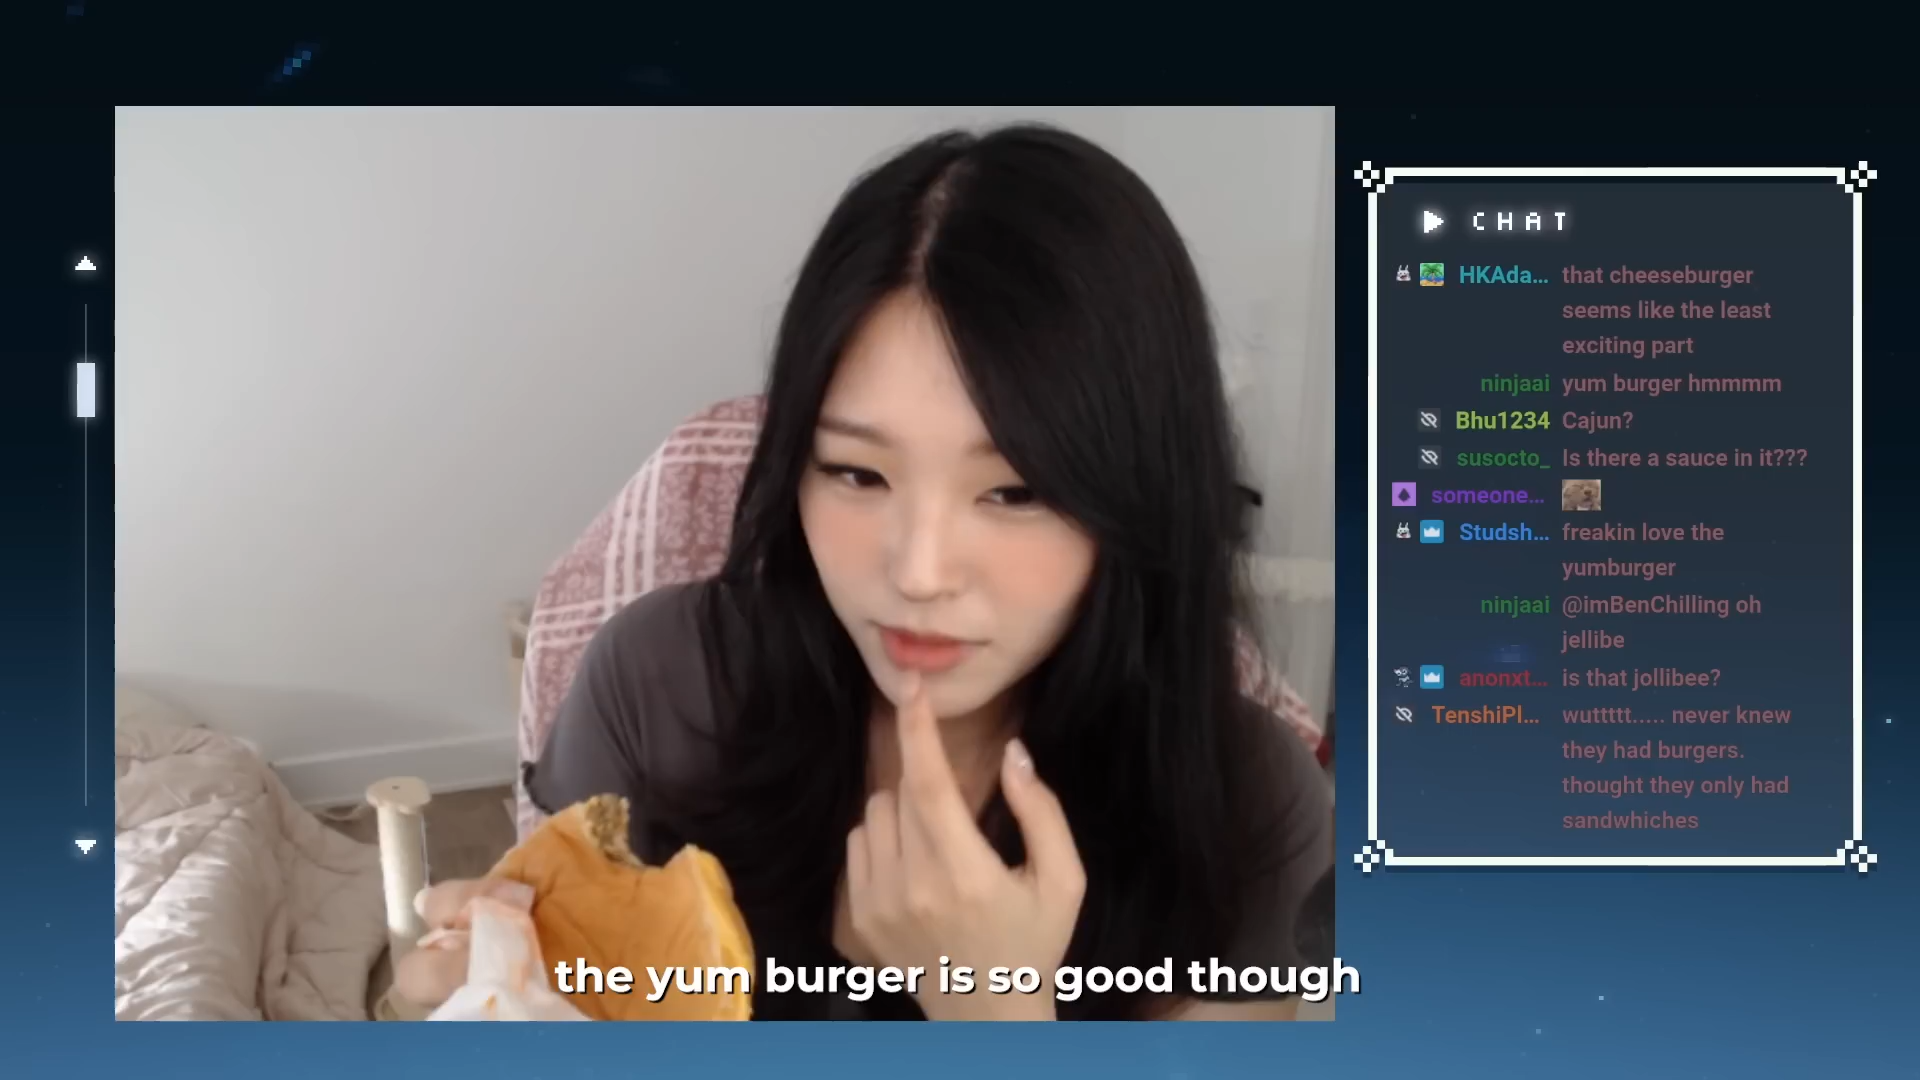 CHAT
HKAda... that cheeseburger
seems like the least
exciting part
ninjaai yum burger hmmmm
Bhu1234 Cajun?
susocto_ Is there a sauce in it???
someone...
Studsh... freakin love the
yumburger
ninjaai @imBenChilling oh
jellibe
anonxt... is that jollibee?
TenshiPl... wuttttt..... never knew
they had burgers.
thought they only had
sandwhiches
the yum burger is so good though